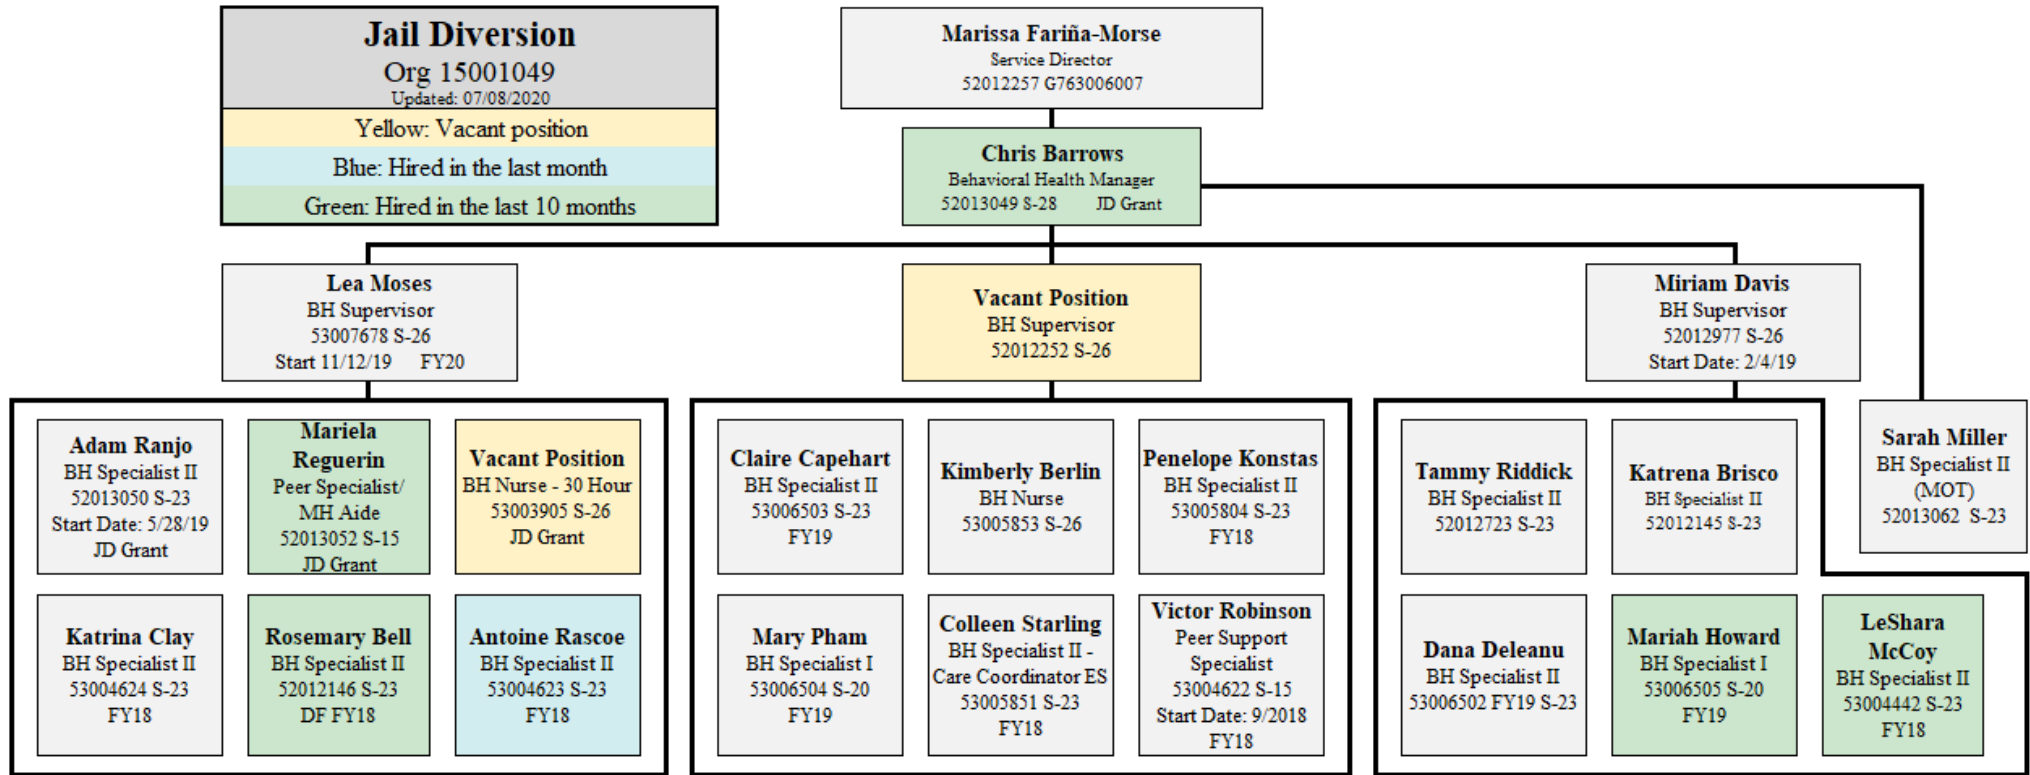 Jail Diversion
Org 15001049
Updated: 07/08/2020
Yellow: Vacant position
Blue: Hired in the last month
Green: Hired in the last 10 months
Marissa Fariña-Morse
Service Director
52012257 G763006007
Chris Barrows
Behavioral Health Manager
52013049 S-28 JD Grant
Lea Moses
BH Supervisor
53007678 S-26
Start 11/12/19 FY20
Vacant Position
BH Supervisor
52012252 S-26
Miriam Davis
BH Supervisor
52012977 S-26
Start Date: 2/4/19
Adam Ranjo
BH Specialist II
52013050 S-23
Start Date: 5/28/19
JD Grant
Mariela
Reguerin
Peer Specialist/
MH Aide
52013052 S-15
JD Grant
Vacant Position
BH Nurse - 30 Hour
53003905 S-26
JD Grant
Katrina Clay
BH Specialist II
53004624 S-23
FY18
Rosemary Bell
BH Specialist II
52012146 S-23
DF FY18
Antoine Rascoe
BH Specialist II
53004623 S-23
FY18
Claire Capehart
BH Specialist II
53006503 S-23
FY19
Kimberly Berlin
BH Nurse
53005853 S-26
Penelope Konstas
BH Specialist II
53005804 S-23
FY18
Mary Pham
BH Specialist I
53006504 S-20
FY19
Colleen Starling
BH Specialist II -
Care Coordinator ES
53005851 S-23
FY18
Victor Robinson
Peer Support
Specialist
53004622 S-15
Start Date: 9/2018
FY18
Tammy Riddick
BH Specialist II
52012723 S-23
Katrena Brisco
BH Specialist II
52012145 S-23
Sarah Miller
BH Specialist II
(MOT)
52013062 S-23
Dana Deleanu
BH Specialist II
53006502 FY19 S-23
Mariah Howard
BH Specialist I
53006505 S-20
FY19
LeShara
McCoy
BH Specialist II
53004442 S-23
FY18